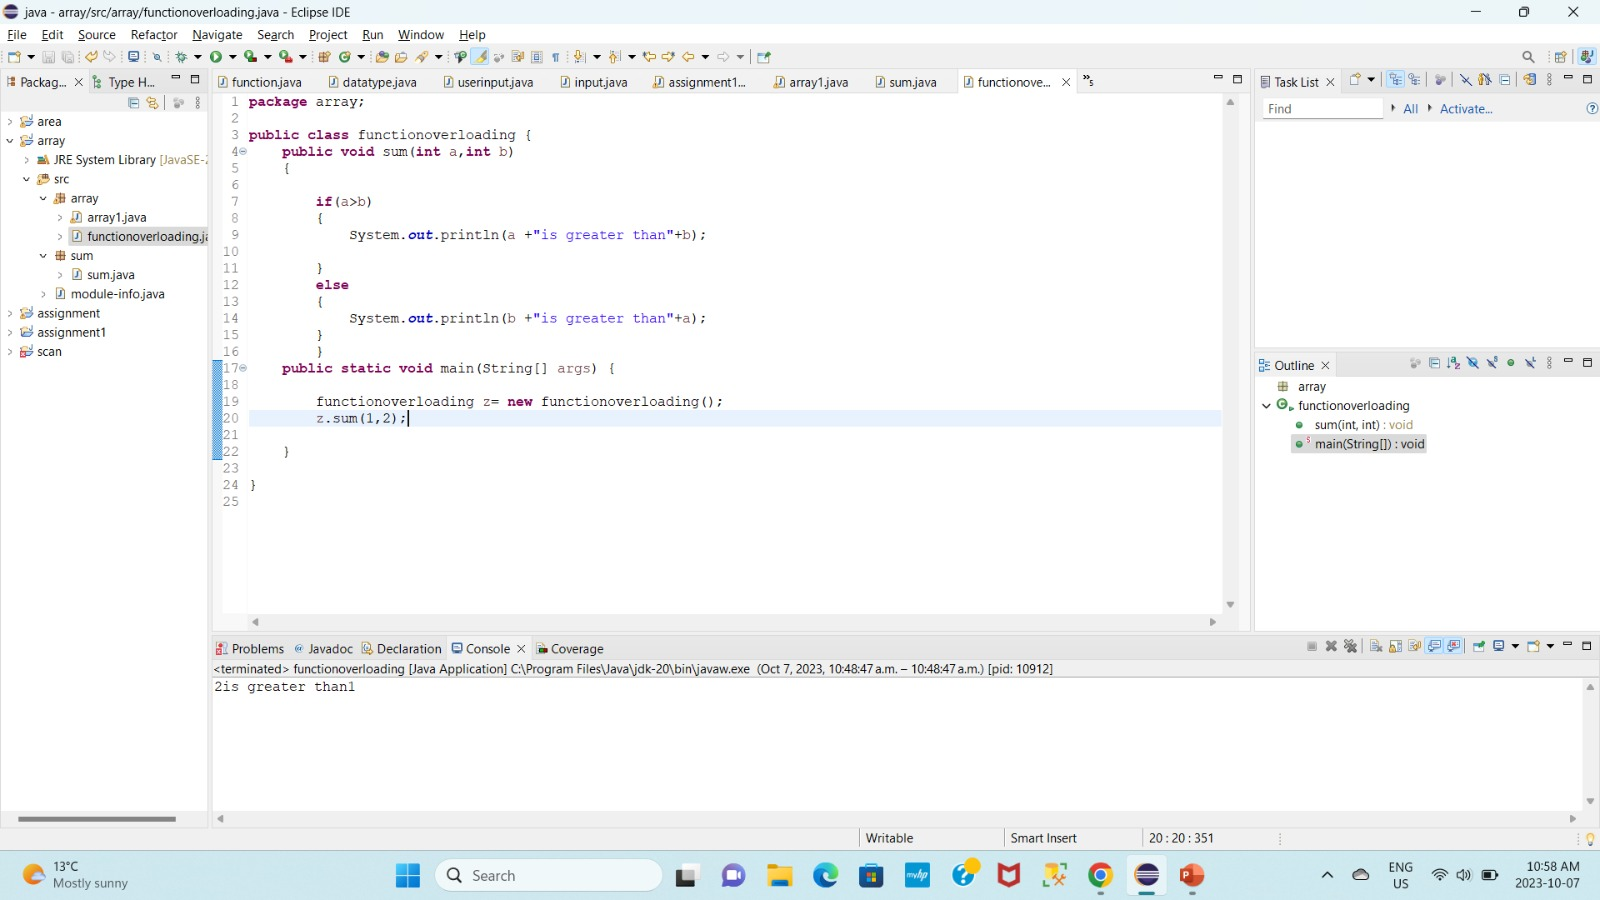 java - array/src/array/functionoverloading.java - Eclipse IDE
File Edit Source Refactor Navigate Search Project Run Window Help
Packag... Type H...
area
array
JRE System Library [JavaSE-
src
array
array1.java
functionoverloading.ja
sum
sum.java
module-info.java
assignment
assignment1
scan
function.java datatype.java userinput.java input.java assignment1... array1.java sum.java functionove... »5
1 package array;
2
3 public class functionoverloading {
4 public void sum(int a,int b)
5 {
6
7 if(a>b)
8 {
9 System.out.println(a +"is greater than"+b);
10
11 }
12 else
13 {
14 System.out.println(b +"is greater than"+a);
15 }
16 }
17 public static void main(String[] args) {
18
19 functionoverloading z= new functionoverloading();
20 z.sum(1,2);
21
22 }
23
24 }
25
Task List
Find All Activate...
Outline
array
functionoverloading
sum(int, int) : void
main(String[]) : void
Problems Javadoc Declaration Console Coverage
<terminated> functionoverloading [Java Application] C:\Program Files\Java\jdk-20\bin\javaw.exe (Oct 7, 2023, 10:48:47 a.m. – 10:48:47 a.m.) [pid: 10912]
2is greater than1
Writable Smart Insert 20 : 20 : 351
13°C
Mostly sunny
Search
myhp
ENG
US
10:58 AM
2023-10-07